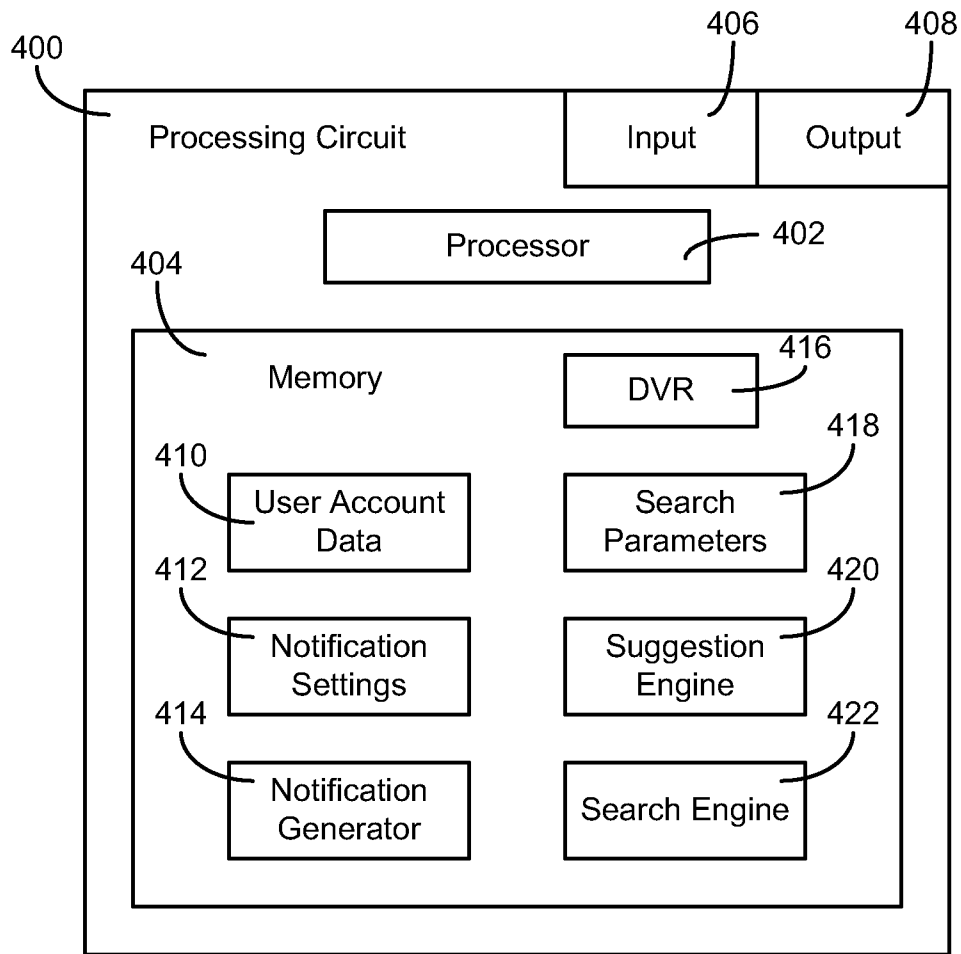 400
406
408
Processing Circuit
Input
Output
Processor
402
404
Memory
DVR
416
410
User Account
Data
418
Search
Parameters
412
Notification
Settings
420
Suggestion
Engine
414
Notification
Generator
422
Search Engine